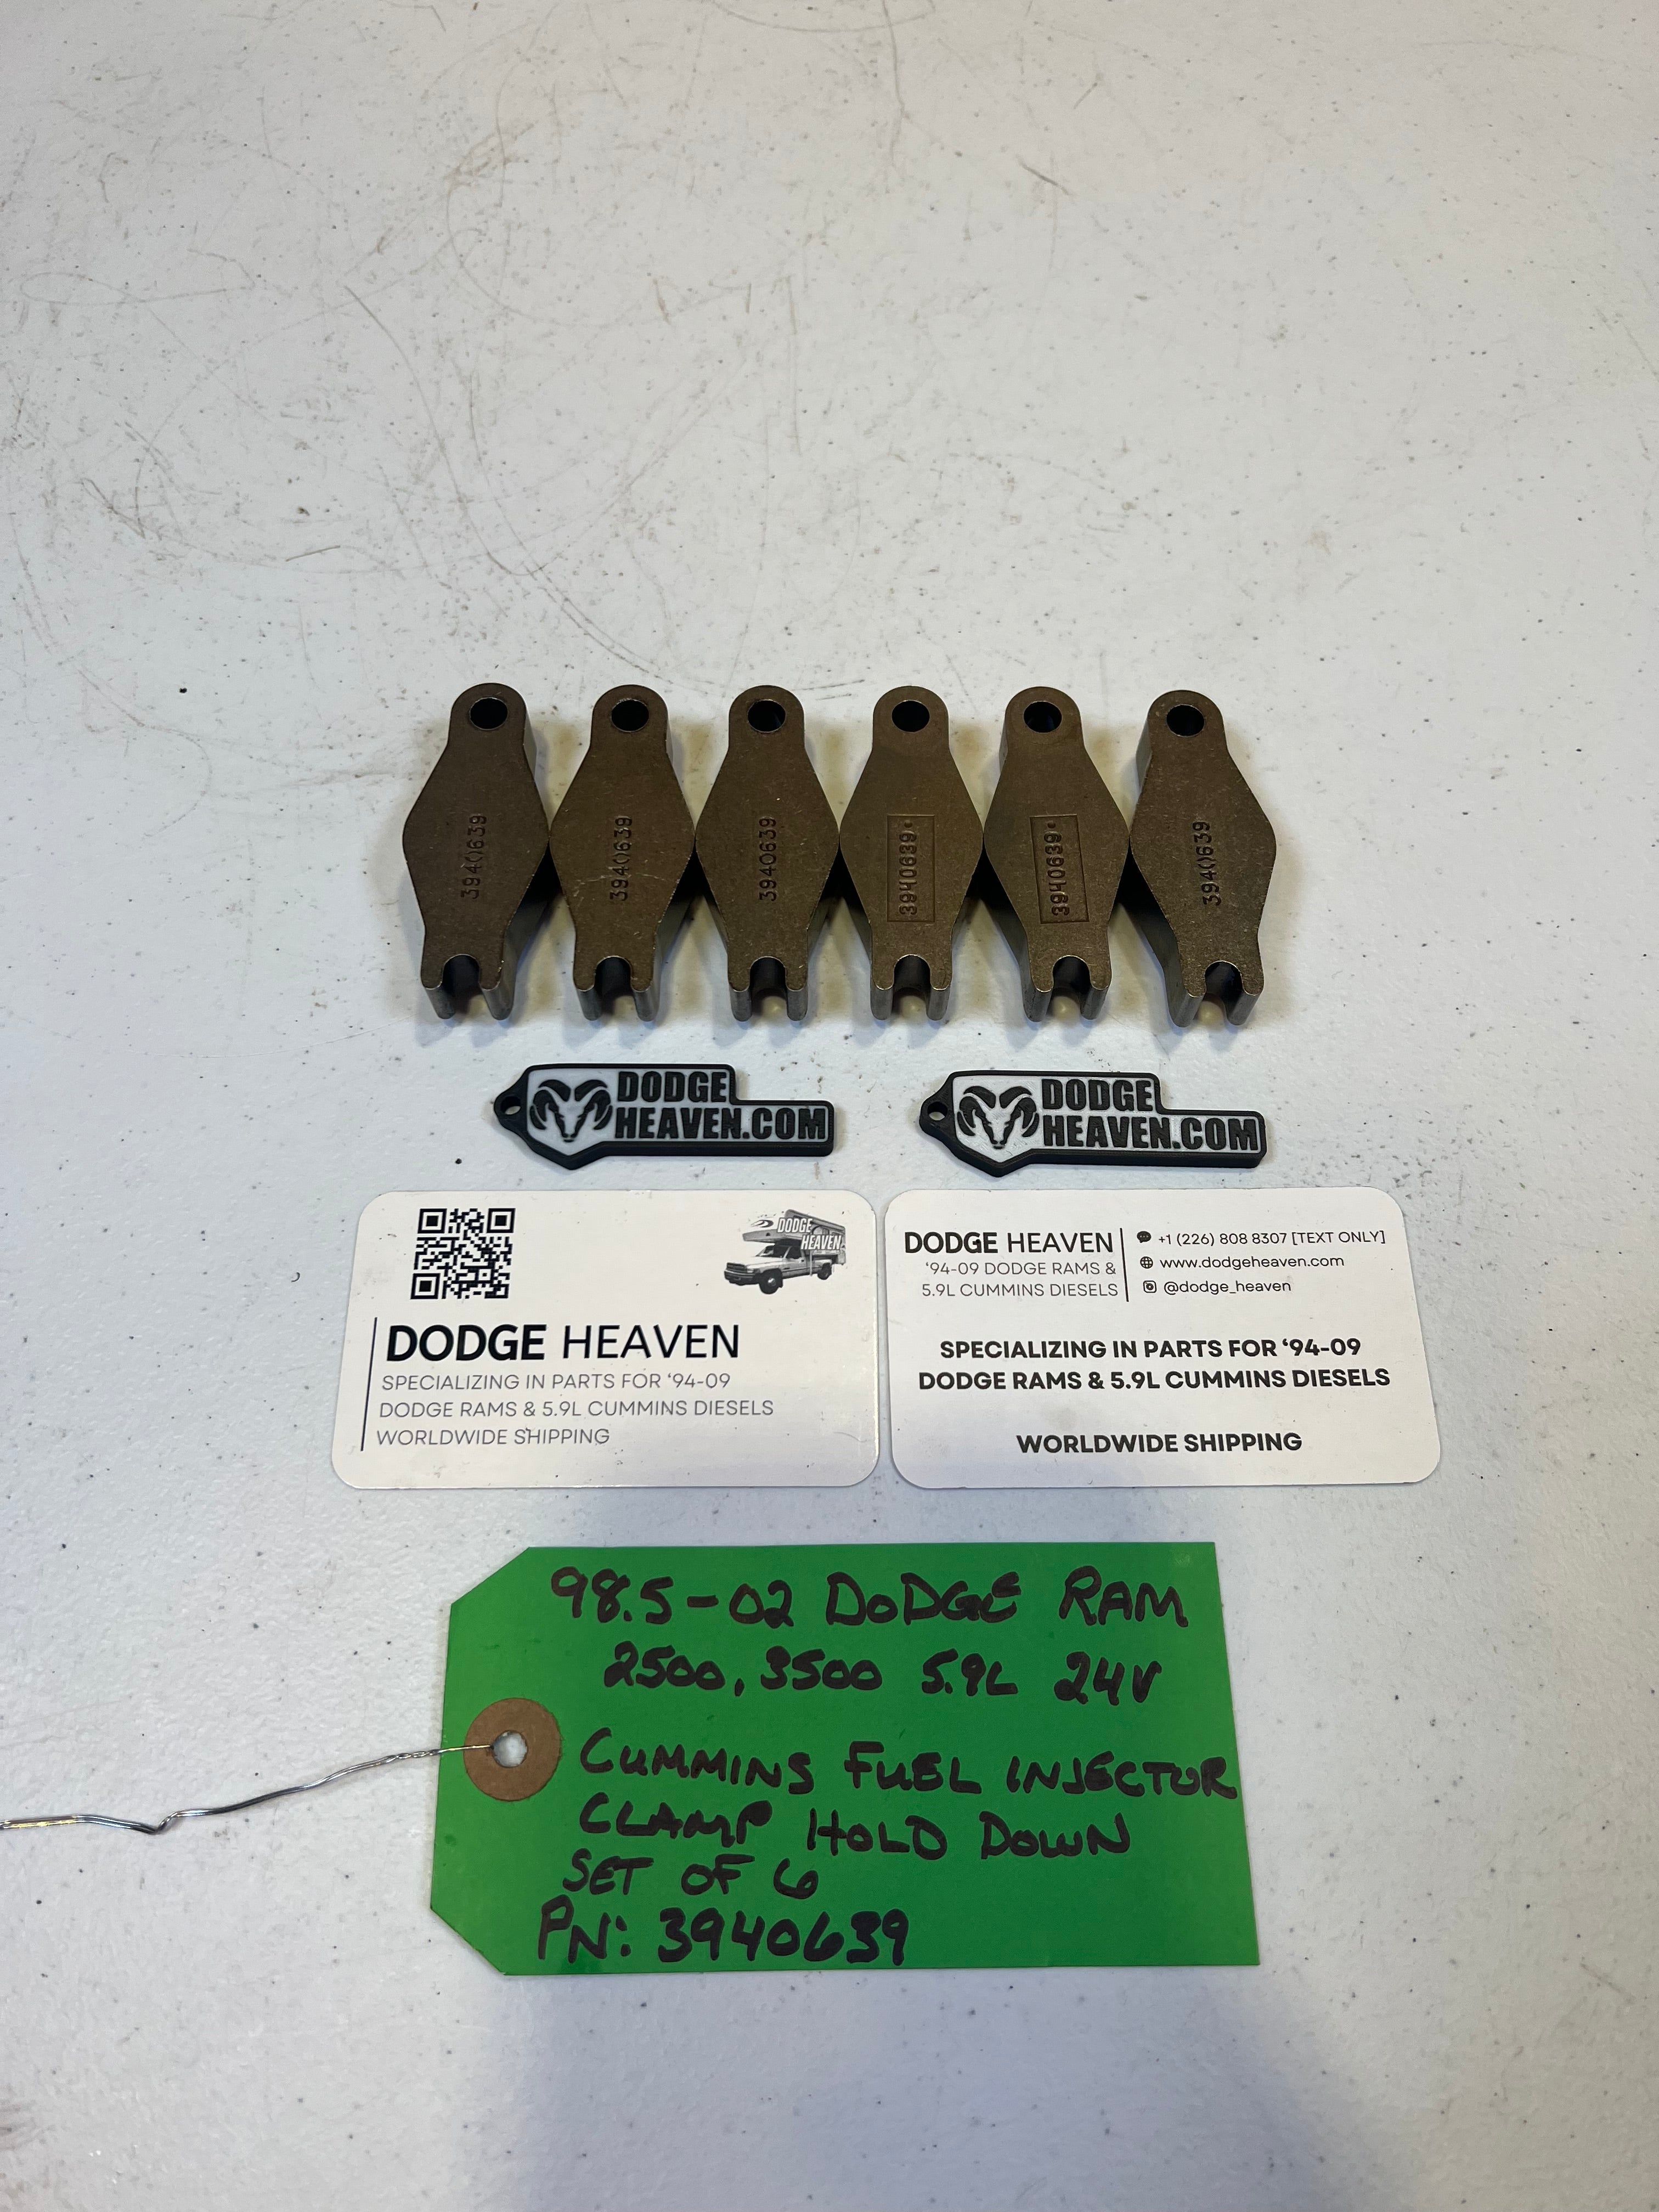 3940639
3940639
3940639
3940639
3940639
3940639
DODGE
HEAVEN.COM
DODGE
HEAVEN.COM
DODGE
HEAVEN
DODGE HEAVEN
SPECIALIZING IN PARTS FOR ‘94-09
DODGE RAMS & 5.9L CUMMINS DIESELS
WORLDWIDE SHIPPING
DODGE HEAVEN
‘94-09 DODGE RAMS &
5.9L CUMMINS DIESELS
+1 (226) 808 8307 [TEXT ONLY]
www.dodgeheaven.com
@dodge_heaven
SPECIALIZING IN PARTS FOR ‘94-09
DODGE RAMS & 5.9L CUMMINS DIESELS
WORLDWIDE SHIPPING
98.5-02 DODGE RAM
2500, 3500 5.9L 24V
CUMMINS FUEL INJECTOR
CLAMP HOLD DOWN
SET OF 6
PN: 3940639